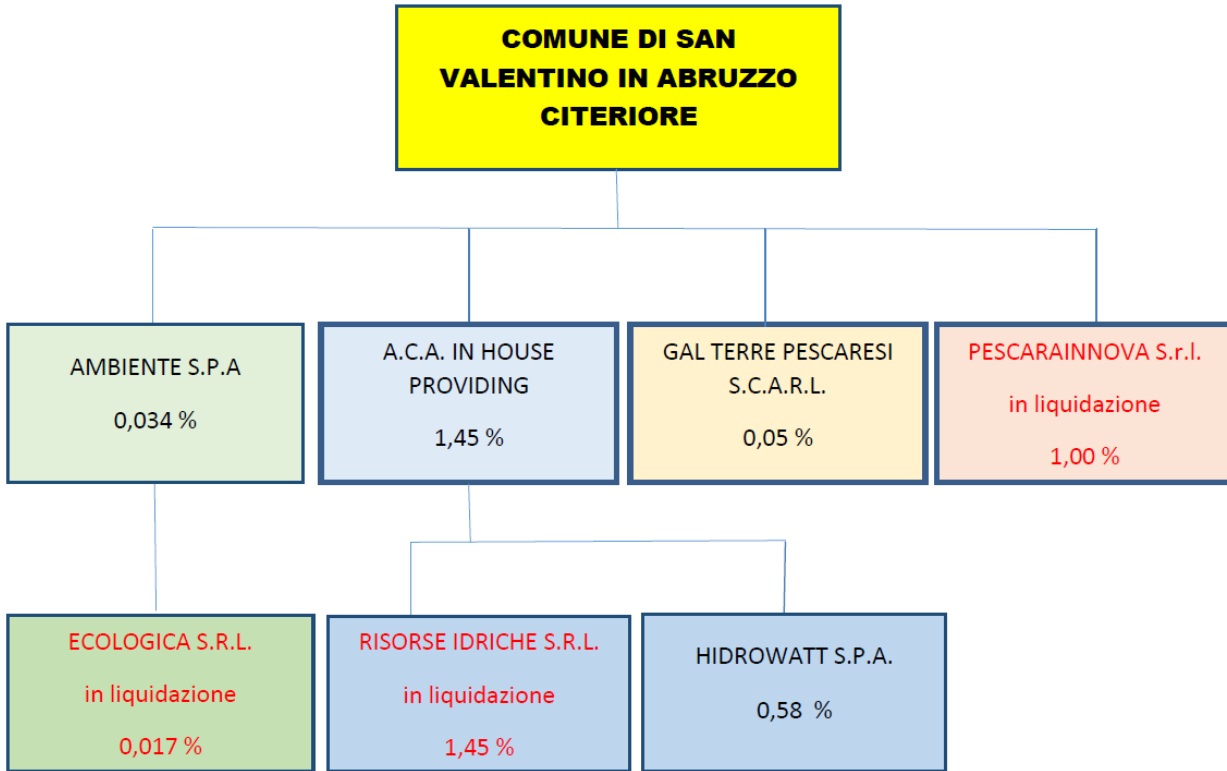 COMUNE DI SAN
VALENTINO IN ABRUZZO
CITERIORE
AMBIENTE S.P.A
0,034 %
A.C.A. IN HOUSE
PROVIDING
1,45 %
GAL TERRE PESCARESI
S.C.A.R.L.
0,05 %
PESCARAINNOVA S.r.l.
in liquidazione
1,00 %
ECOLOGICA S.R.L.
in liquidazione
0,017 %
RISORSE IDRICHE S.R.L.
in liquidazione
1,45 %
HIDROWATT S.P.A.
0,58 %